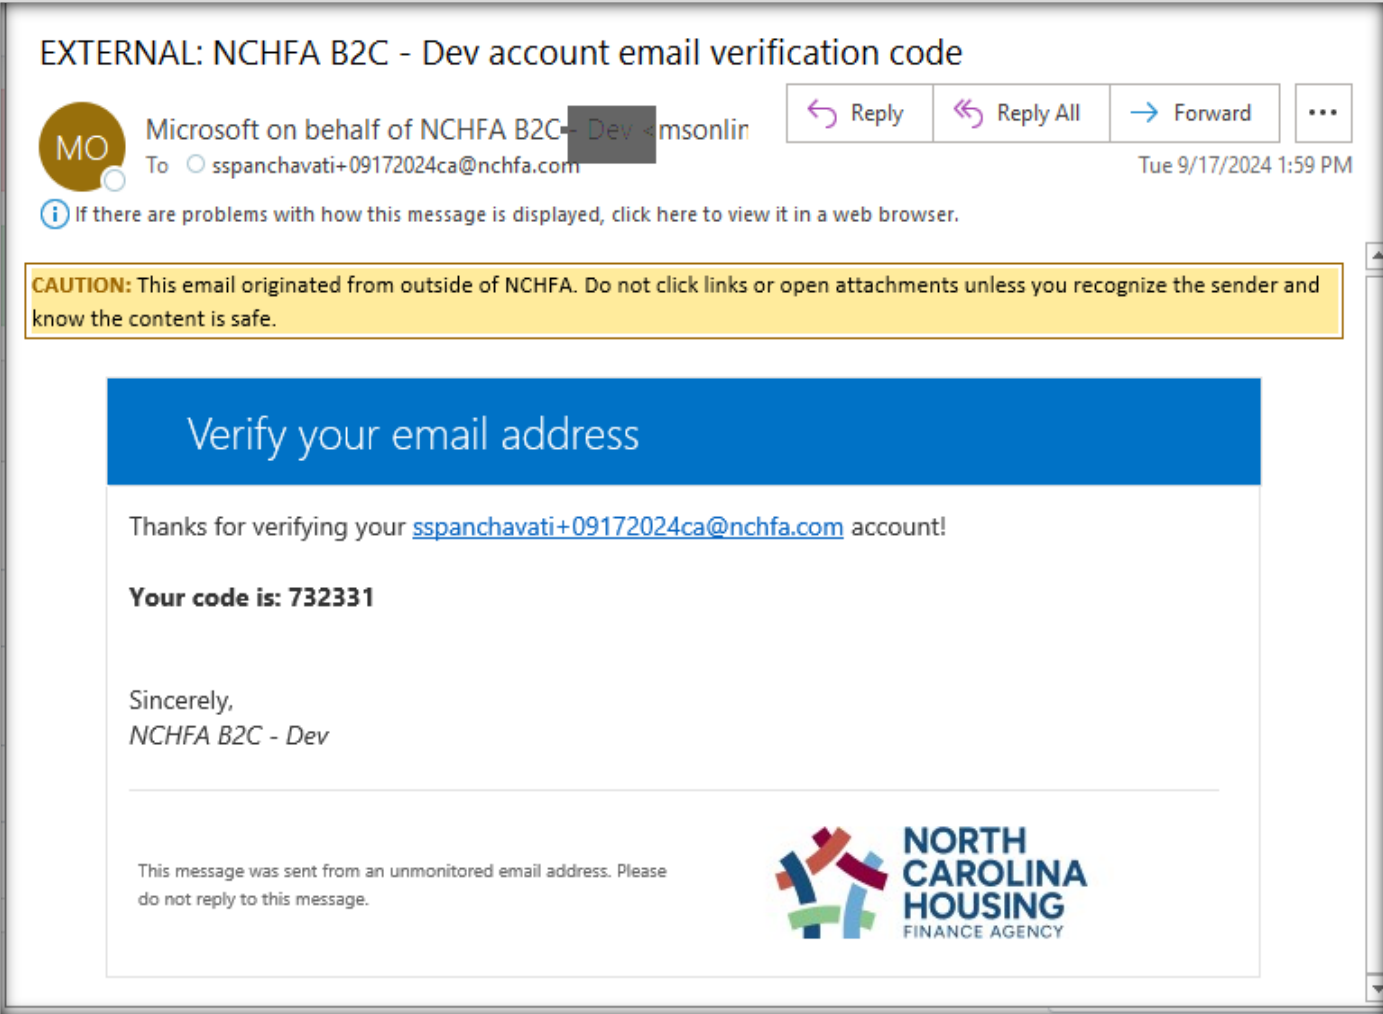 EXTERNAL: NCHFA B2C - Dev account email verification code
MO
Microsoft on behalf of NCHFA B2C - Dev <msonlin
Reply
Reply All
Forward
To sspanchavati+09172024ca@nchfa.com
Tue 9/17/2024 1:59 PM
If there are problems with how this message is displayed, click here to view it in a web browser.
CAUTION: This email originated from outside of NCHFA. Do not click links or open attachments unless you recognize the sender and
know the content is safe.
Verify your email address
Thanks for verifying your sspanchavati+09172024ca@nchfa.com account!
Your code is: 732331
Sincerely,
NCHFA B2C - Dev
This message was sent from an unmonitored email address. Please
do not reply to this message.
NORTH
CAROLINA
HOUSING
FINANCE AGENCY